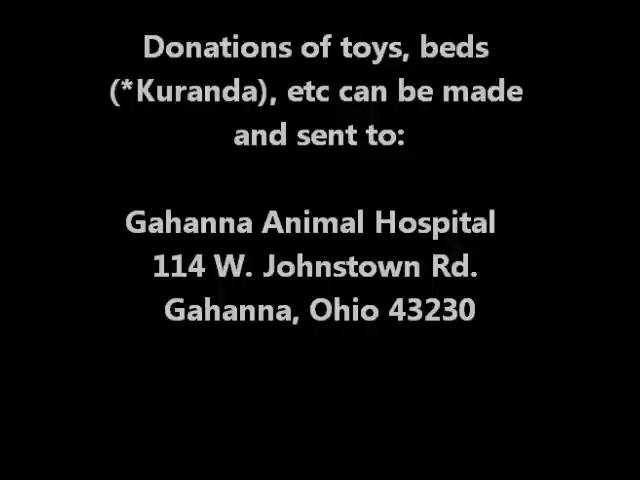 Donations of toys, beds
(*Kuranda), etc can be made
and sent to:
Gahanna Animal Hospital
114 W. Johnstown Rd.
Gahanna, Ohio 43230